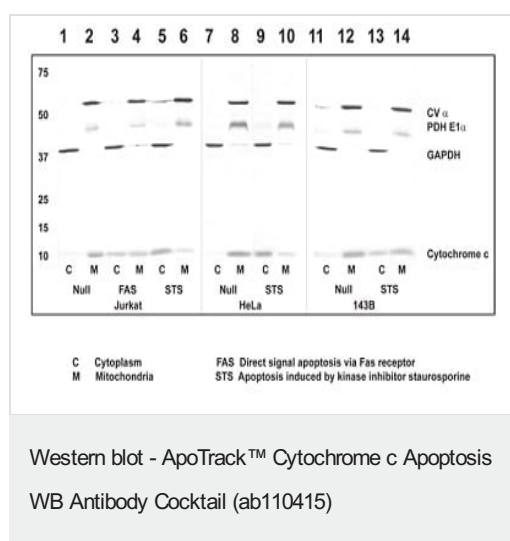 1 2 3 4 5 6 7 8 9 10 11 12 13 14
75
50
37
25
15
10
CV α
PDH E1α
GAPDH
Cytochrome c
C M C M C M C M C M C M C M
Null FAS STS Null STS Null STS
Jurkat HeLa 143B
C Cytoplasm FAS Direct signal apoptosis via Fas receptor
M Mitochondria STS Apoptosis induced by kinase inhibitor staurosporine
Western blot - ApoTrack™ Cytochrome c Apoptosis
WB Antibody Cocktail (ab110415)